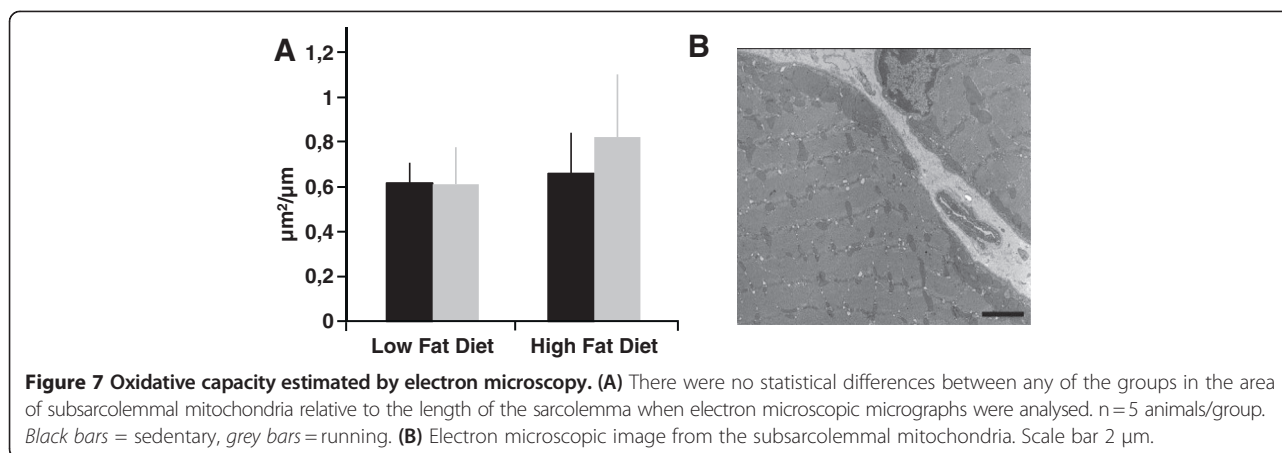 A
B
1,2
1
0,8
0,6
0,4
0,2
0
µm²/µm
Low Fat Diet
High Fat Diet
Figure 7 Oxidative capacity estimated by electron microscopy. (A) There were no statistical differences between any of the groups in the area
of subsarcolemmal mitochondria relative to the length of the sarcolemma when electron microscopic micrographs were analysed. n = 5 animals/group.
Black bars = sedentary, grey bars = running. (B) Electron microscopic image from the subsarcolemmal mitochondria. Scale bar 2 µm.